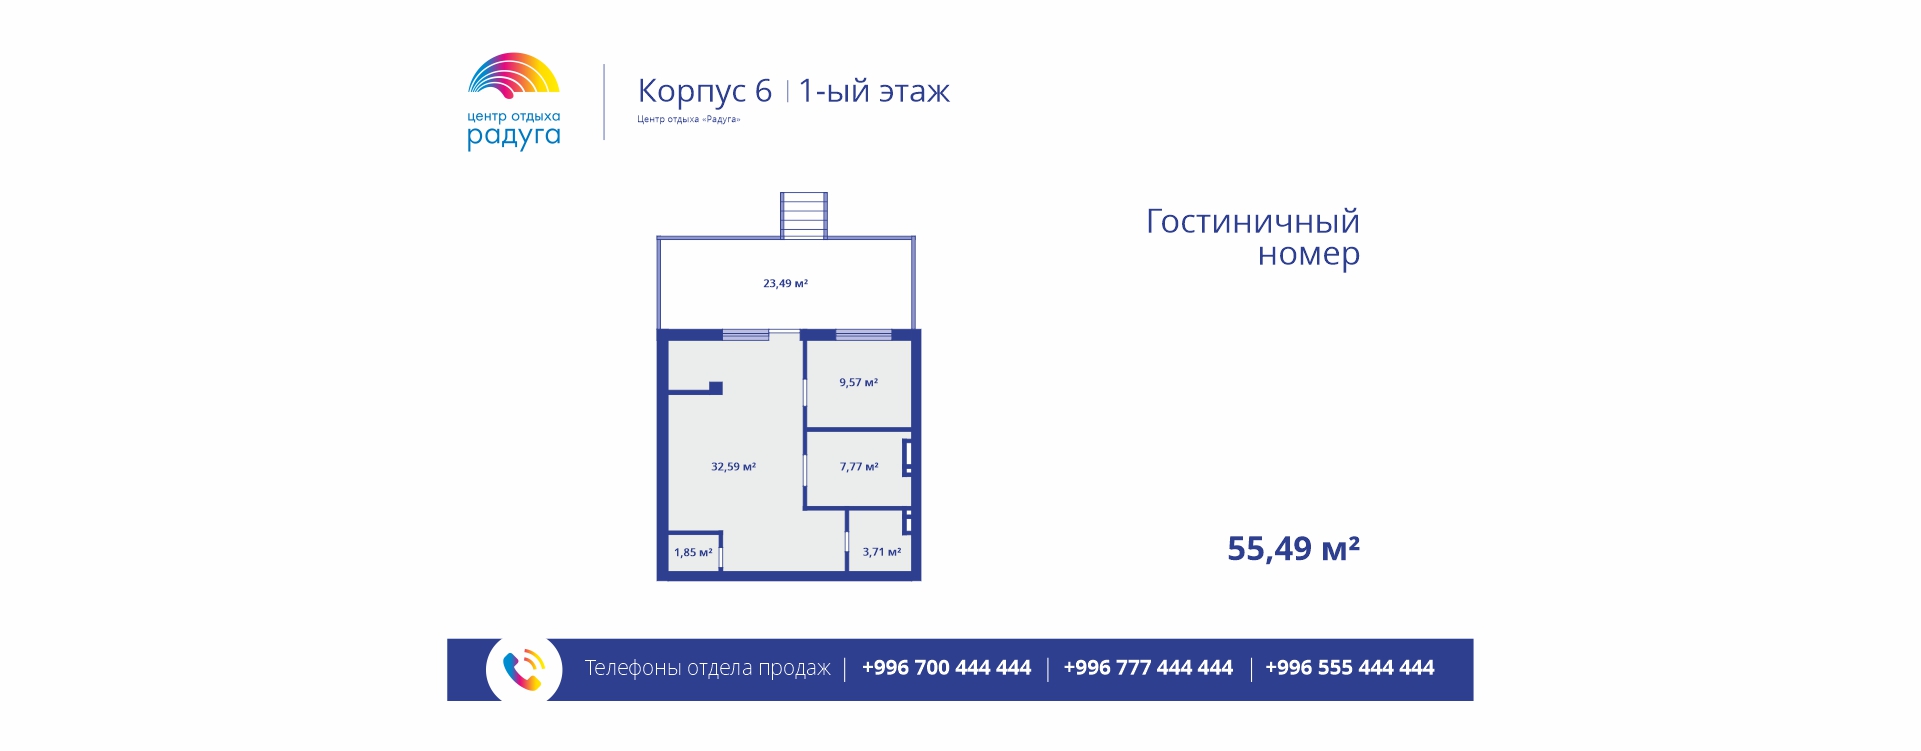 центр отдыха
радуга
Корпус 6 | 1-ый этаж
Центр отдыха «Радуга»
Гостиничный
номер
23,49 м²
9,57 м²
32,59 м²
7,77 м²
1,85 м²
3,71 м²
55,49 м²
Телефоны отдела продаж | +996 700 444 444 | +996 777 444 444 | +996 555 444 444